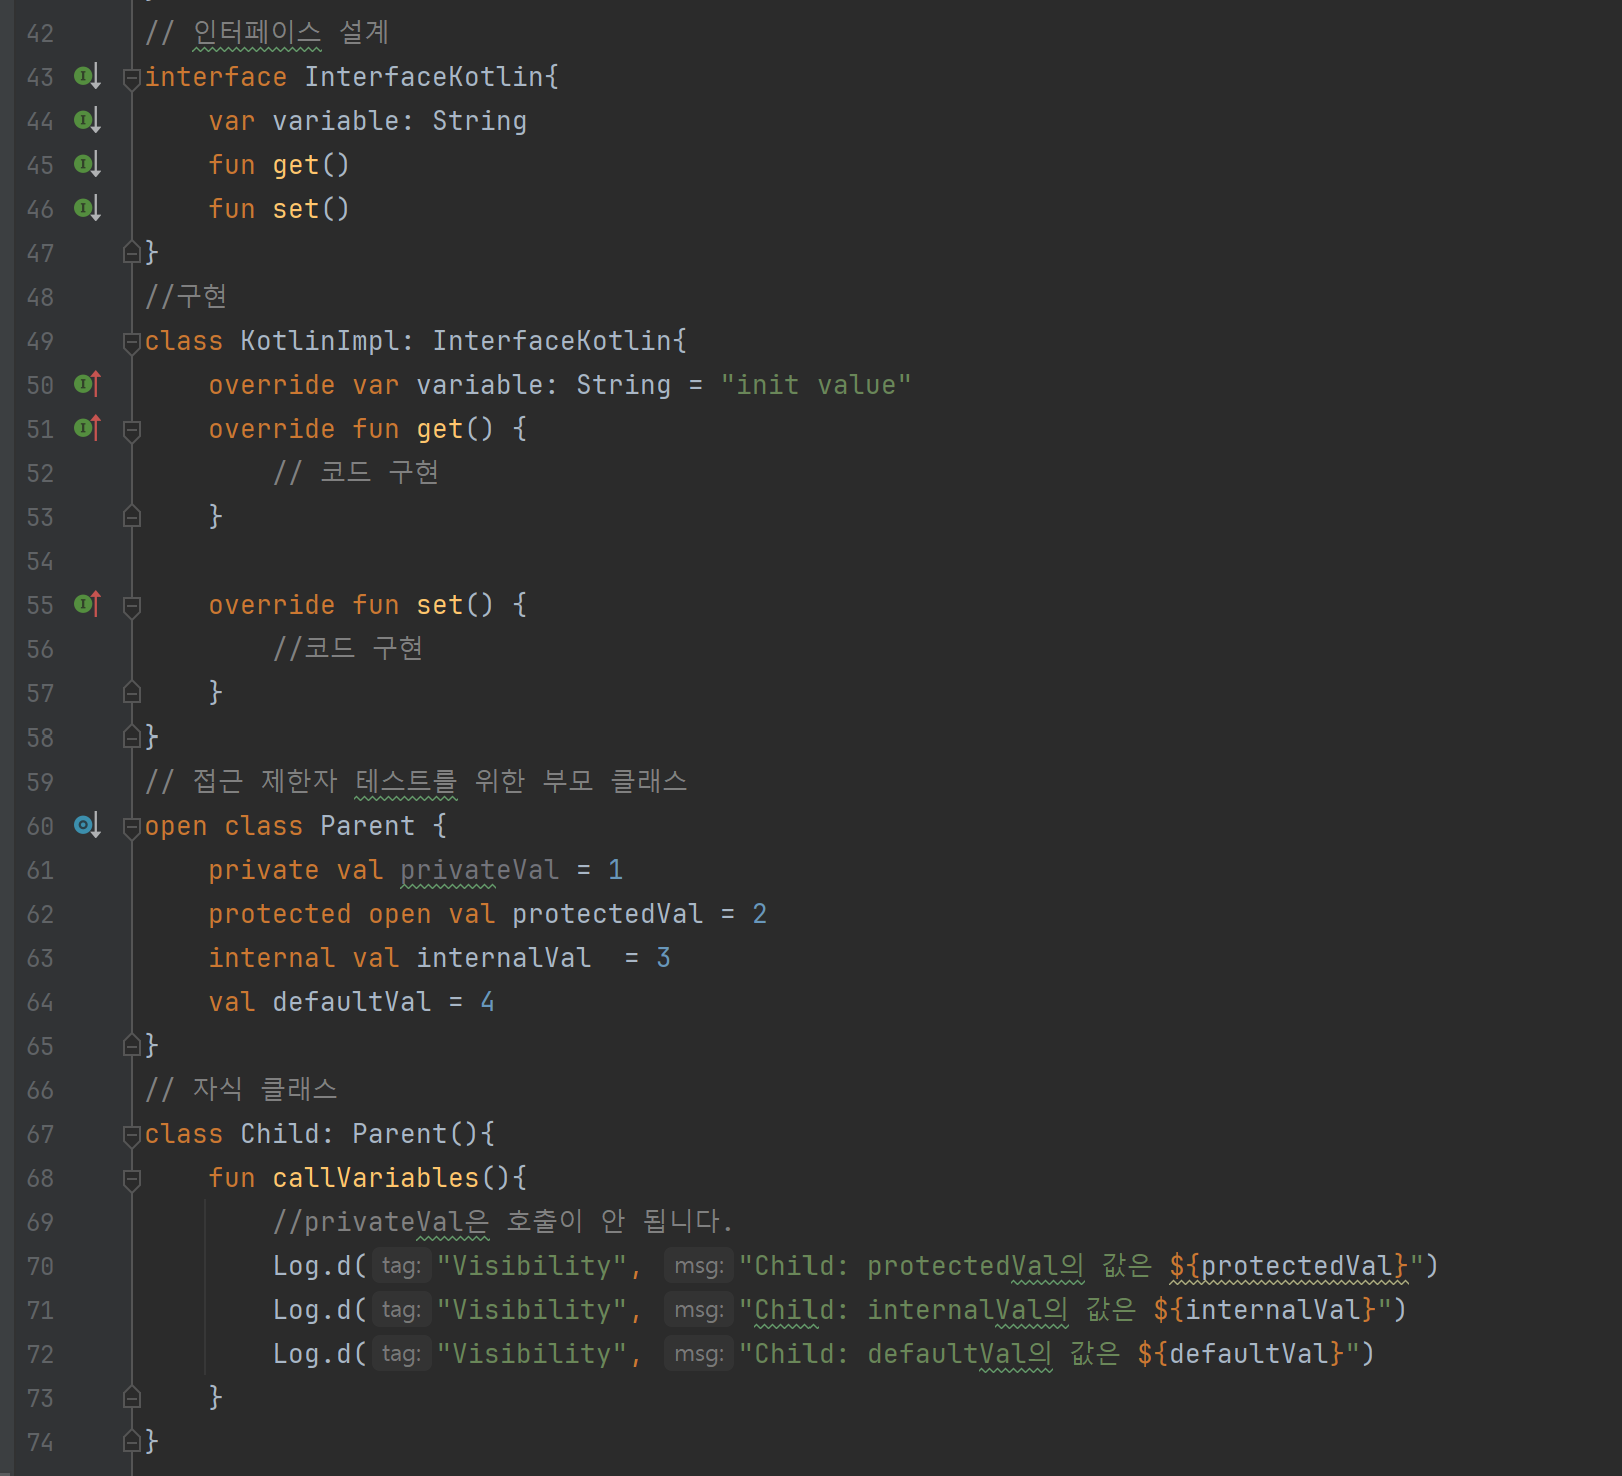 42 // 인터페이스 설계
43 interface InterfaceKotlin{
44     var variable: String
45     fun get()
46     fun set()
47 }
48 //구현
49 class KotlinImpl: InterfaceKotlin{
50     override var variable: String = "init value"
51     override fun get() {
52         // 코드 구현
53     }
54
55     override fun set() {
56         //코드 구현
57     }
58 }
59 // 접근 제한자 테스트를 위한 부모 클래스
60 open class Parent {
61     private val privateVal = 1
62     protected open val protectedVal = 2
63     internal val internalVal  = 3
64     val defaultVal = 4
65 }
66 // 자식 클래스
67 class Child: Parent(){
68     fun callVariables(){
69         //privateVal은 호출이 안 됩니다.
70         Log.d( tag: "Visibility",  msg: "Child: protectedVal의 값은 ${protectedVal}")
71         Log.d( tag: "Visibility",  msg: "Child: internalVal의 값은 ${internalVal}")
72         Log.d( tag: "Visibility",  msg: "Child: defaultVal의 값은 ${defaultVal}")
73     }
74 }